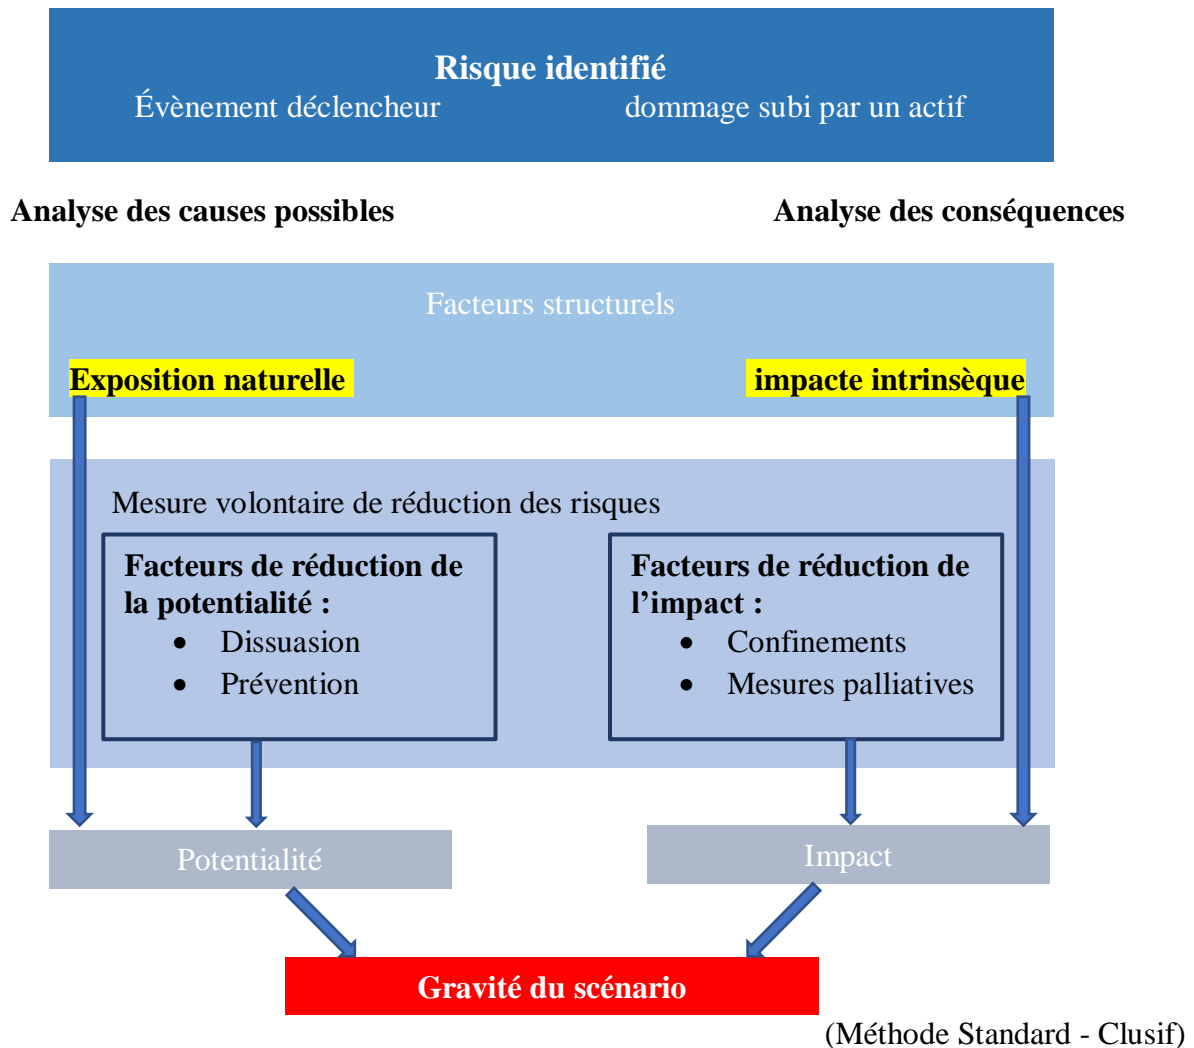 Risque identifié
Évènement déclencheur dommage subi par un actif
Analyse des causes possibles
Analyse des conséquences
Facteurs structurels
Exposition naturelle
impacte intrinsèque
Mesure volontaire de réduction des risques
Facteurs de réduction de
la potentialité :
• Dissuasion
• Prévention
Facteurs de réduction de
l’impact :
• Confinements
• Mesures palliatives
Potentialité
Impact
Gravité du scénario
(Méthode Standard - Clusif)